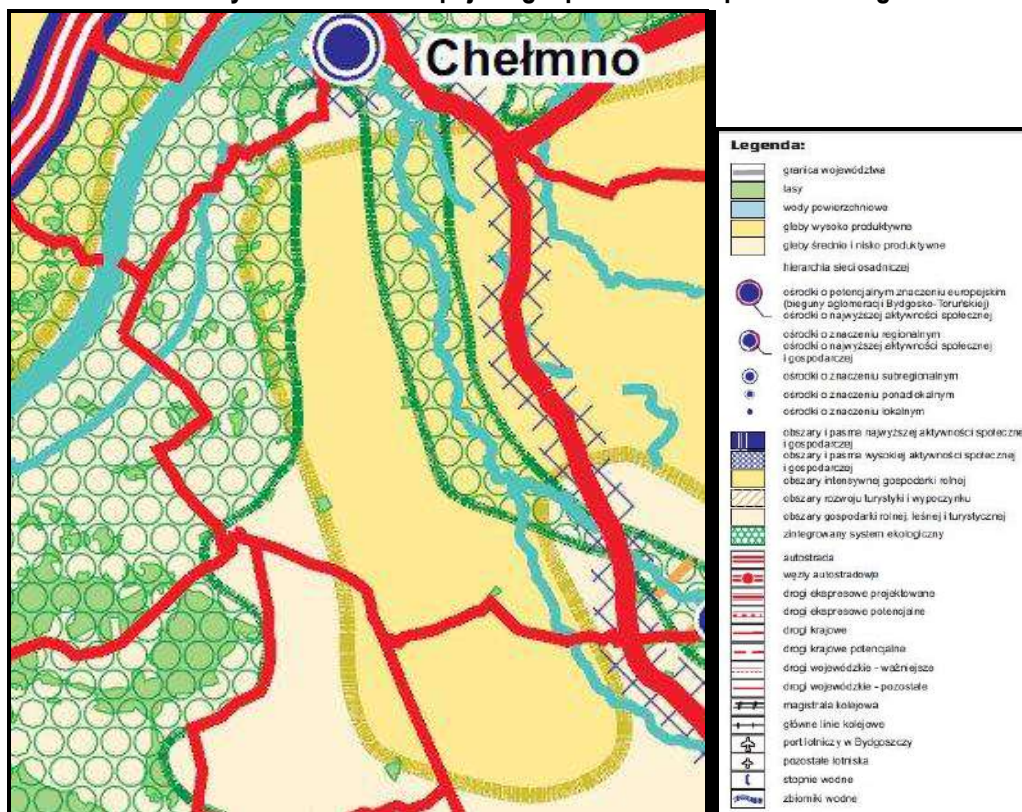 Chełmno
Legenda:
granica województwa
lasy
wody powierzchniowe
gleby wysoko produktywne
gleby średnio i nisko produktywne
hierarchia sieci osadniczej
ośrodki o potencjalnym znaczeniu europejskim
(bieguny aglomeracji Bydgosko-Toruńskiej)
ośrodki o najwyższej aktywności społecznej
ośrodki o znaczeniu regionalnym
ośrodki o najwyższej aktywności społecznej
i gospodarczej
ośrodki o znaczeniu subregionalnym
ośrodki o znaczeniu ponadlokalnym
ośrodki o znaczeniu lokalnym
obszary i pasma najwyższej aktywności społecznej
i gospodarczej
obszary i pasma wysokiej aktywności społecznej
i gospodarczej
obszary intensywnej gospodarki rolnej
obszary rozwoju turystyki i wypoczynku
obszary gospodarki rolnej, leśnej i turystycznej
zintegrowany system ekologiczny
autostrada
węzły autostradowe
drogi ekspresowe projektowane
drogi ekspresowe potencjalne
drogi krajowe
drogi krajowe potencjalne
drogi wojewódzkie - ważniejsze
drogi wojewódzkie - pozostałe
magistrala kolejowa
główne linie kolejowe
port lotniczy w Bydgoszczy
pozostałe lotniska
stopnie wodne
zbiorniki wodne